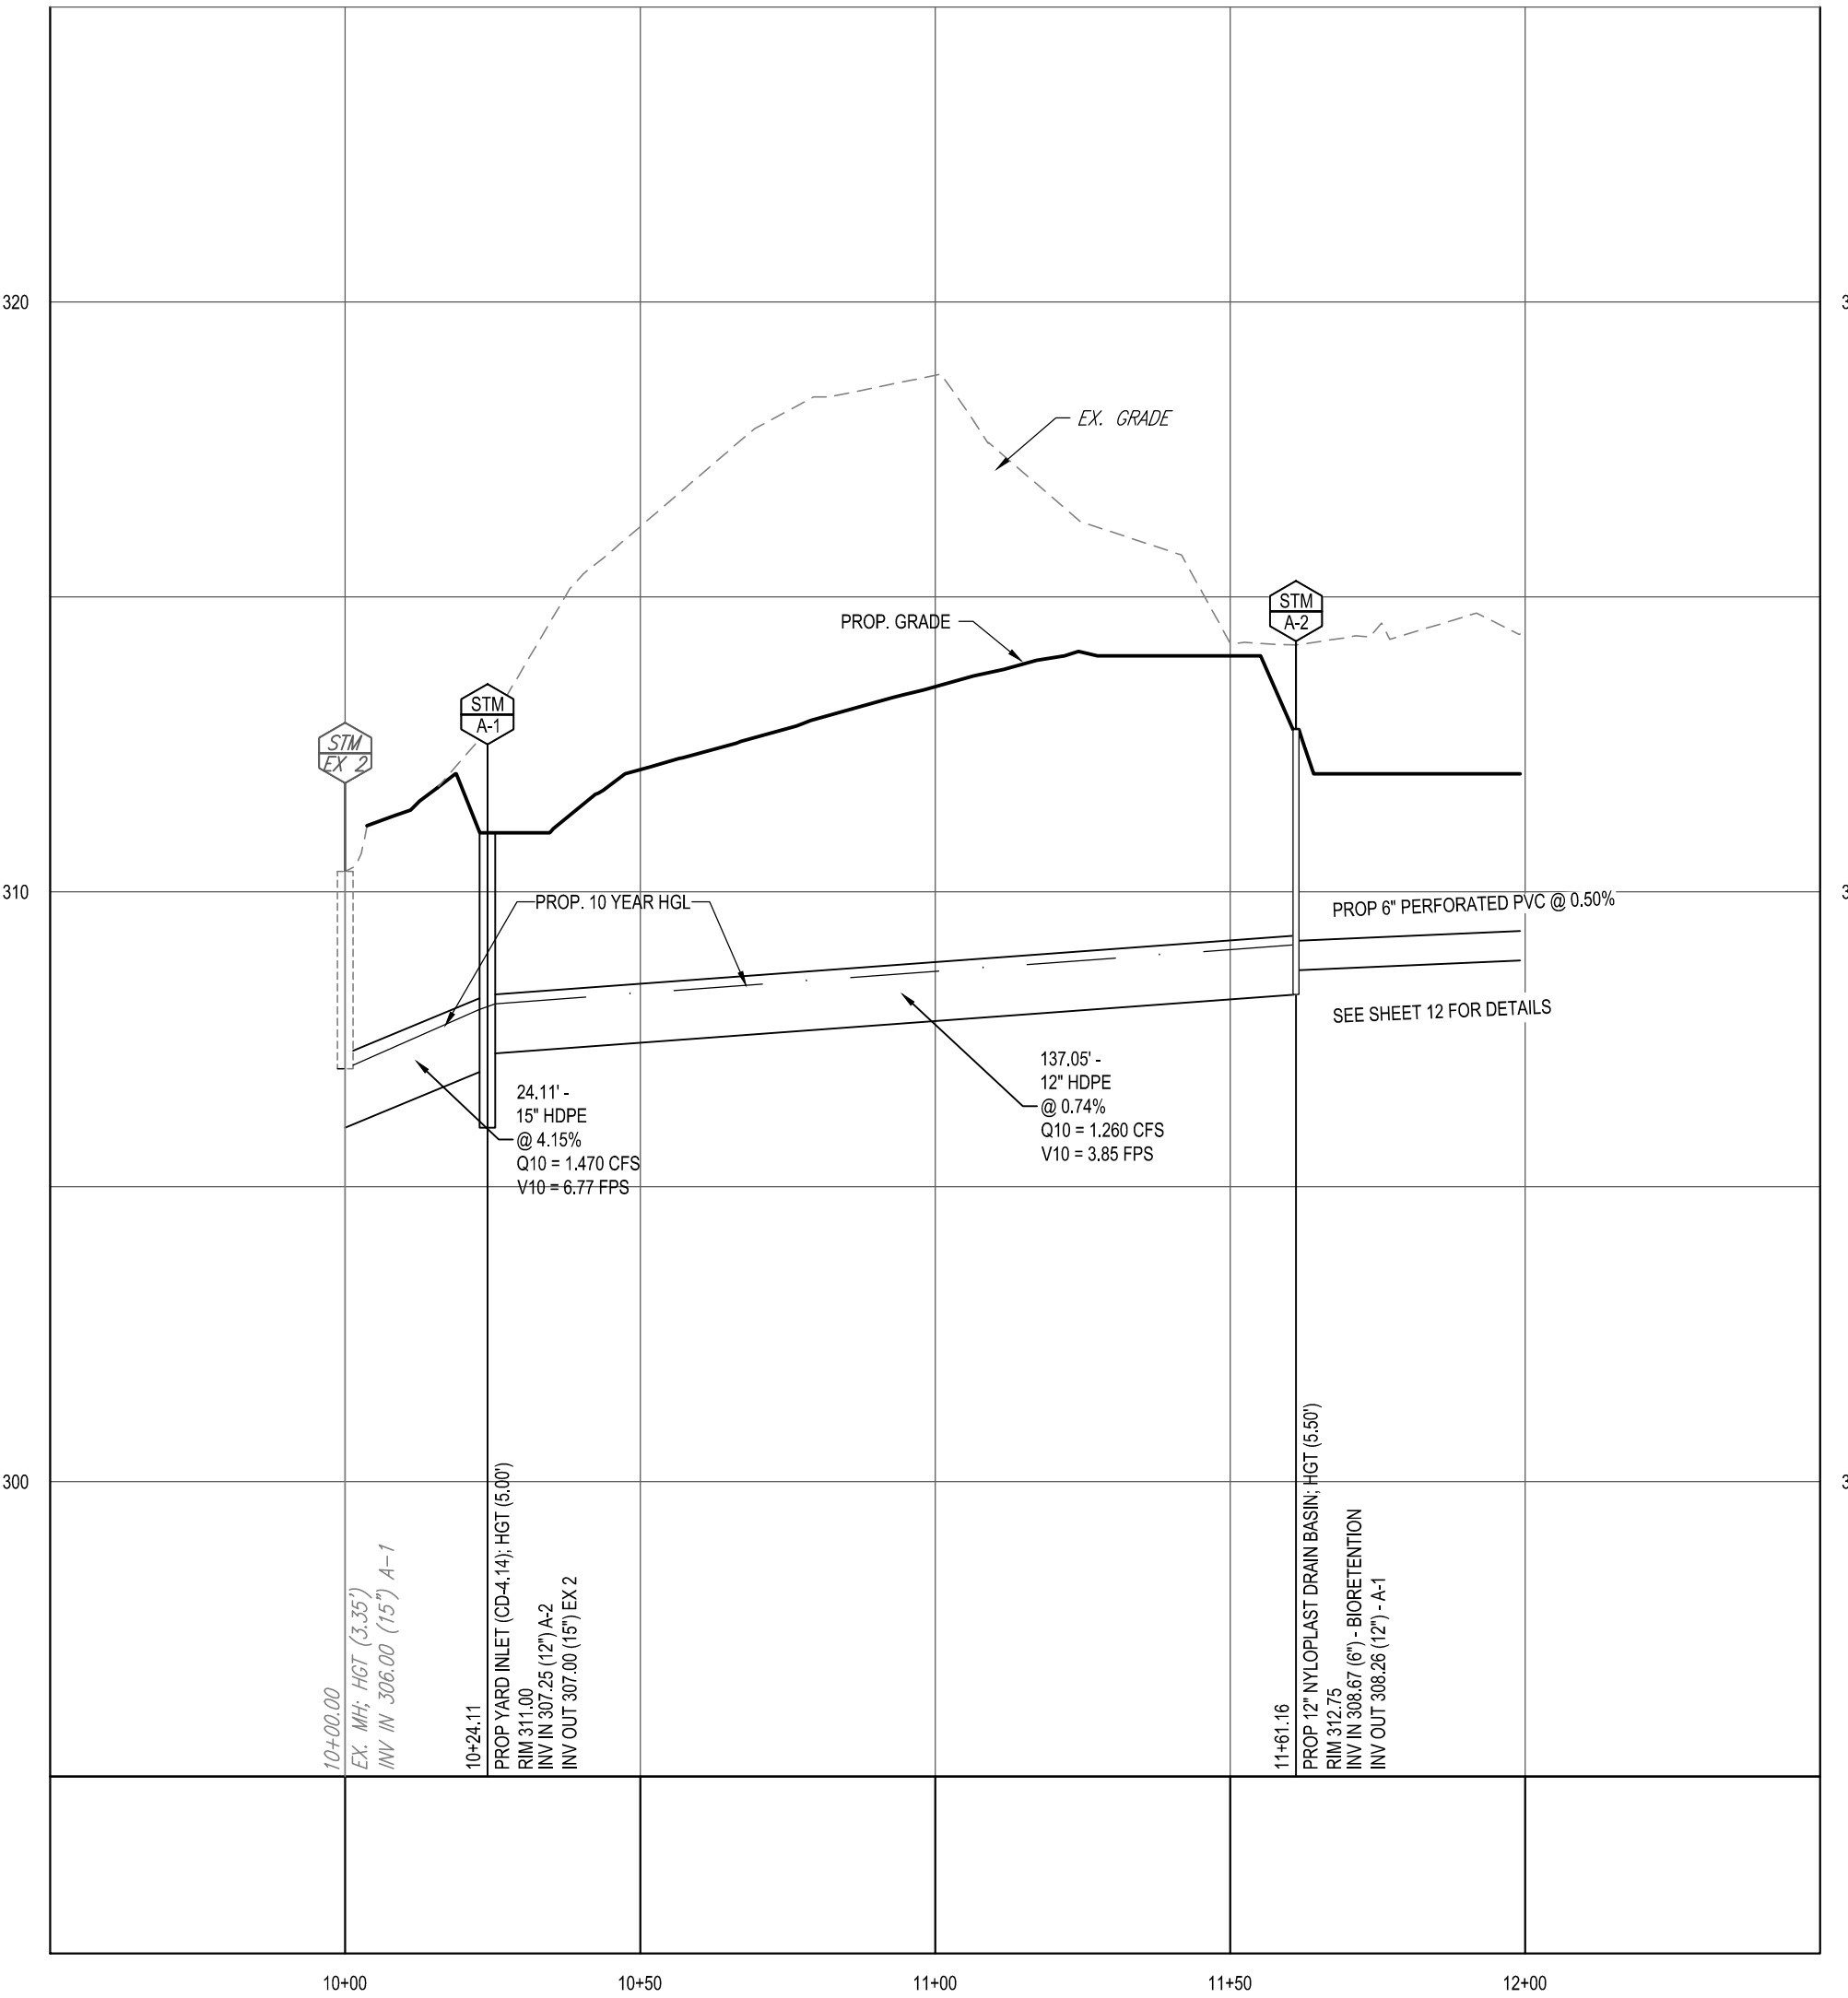 320
3
EX. GRADE
STM
A-2
PROP. GRADE
STM
A-1
STM
EX 2
310
3
PROP. 10 YEAR HGL
PROP 6" PERFORATED PVC @ 0.50%
SEE SHEET 12 FOR DETAILS
24.11' -
15" HDPE
@ 4.15%
Q10 = 1.470 CFS
V10 = 6.77 FPS
137.05' -
12" HDPE
@ 0.74%
Q10 = 1.260 CFS
V10 = 3.85 FPS
300
3
10+00.00
EX. MH; HGT (3.35')
INV IN 306.00 (15") A-1
10+24.11
PROP YARD INLET (CD-4.14); HGT (5.00')
RIM 311.00
INV IN 307.25 (12") A-2
INV OUT 307.00 (15") EX 2
11+61.16
PROP 12" NYLOPLAST DRAIN BASIN; HGT (5.50')
RIM 312.75
INV IN 308.67 (6") - BIORETENTION
INV OUT 308.26 (12") - A-1
10+00
10+50
11+00
11+50
12+00